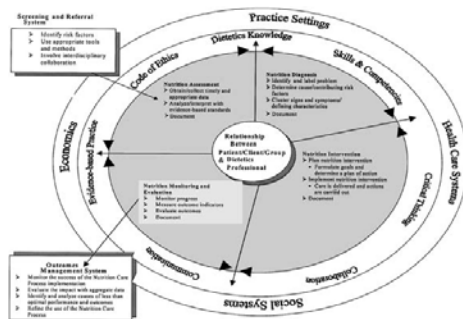 Screening and Referral
System
Identify risk factors
Use appropriate tools
and methods
Involve interdisciplinary
collaboration
Practice Settings
Dietetics Knowledge
Code of Ethics
Skills & Competencies
Critical Thinking
Collaboration
Communication
Evidence-based Practice
Economics
Health Care Systems
Social Systems
Nutrition Assessment
Obtain/collect timely and
appropriate data
Analyze/interpret with
evidence-based standards
Document
Nutrition Diagnosis
Identify and label problem
Determine cause/contributing risk
factors
Cluster signs and symptoms/
defining characteristics
Document
Relationship
Between
Patient/Client/Group
& Dietetics
Professional
Nutrition Intervention
Plan nutrition intervention
Formulate goals and
determine a plan of action
Implement nutrition intervention
Care is delivered and actions
are carried out
Document
Nutrition Monitoring and
Evaluation
Monitor progress
Measure outcome indicators
Evaluate outcomes
Document
Outcomes
Management System
Monitor the success of the Nutrition Care
Process implementation
Evaluate the impact with aggregate data
Identify and analyze causes of less than
optimal performance and outcomes
Refine the use of the Nutrition Care
Process